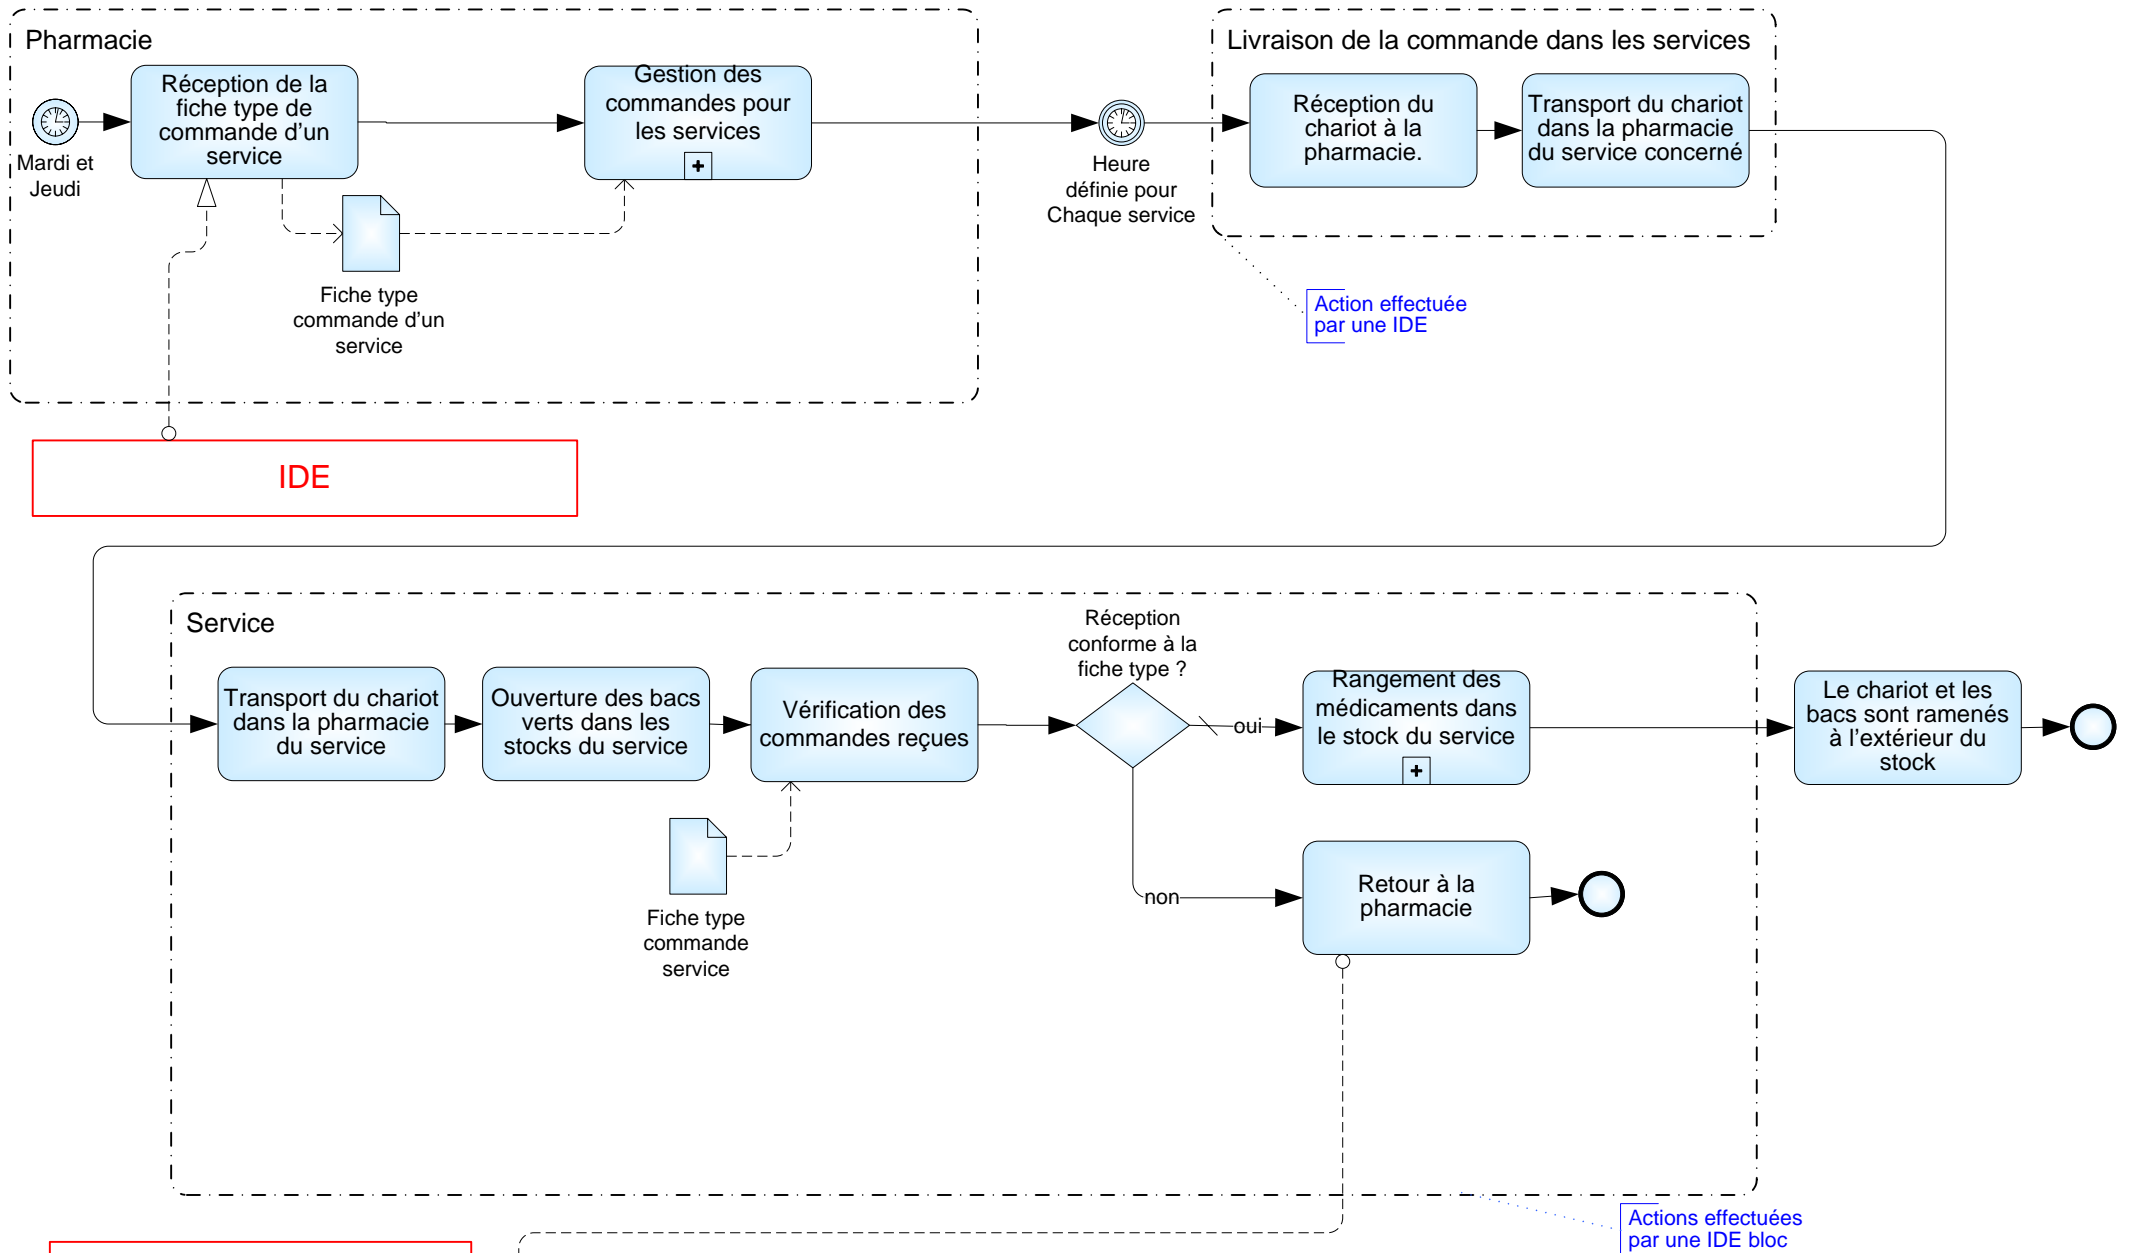 Pharmacie
Réception de la
fiche type de
commande d'un
service
Gestion des
commandes pour
les services
Mardi et
Jeudi
Fiche type
commande d'un
service
IDE
Heure
définie pour
Chaque service
Livraison de la commande dans les services
Réception du
chariot à la
pharmacie.
Transport du chariot
dans la pharmacie
du service concerné
Action effectuée
par une IDE
Service
Transport du chariot
dans la pharmacie
du service
Ouverture des bacs
verts dans les
stocks du service
Vérification des
commandes reçues
Fiche type
commande
service
Réception
conforme à la
fiche type ?
oui
non
Rangement des
médicaments dans
le stock du service
Retour à la
pharmacie
Le chariot et les
bacs sont ramenés
à l'extérieur du
stock
Actions effectuées
par une IDE bloc